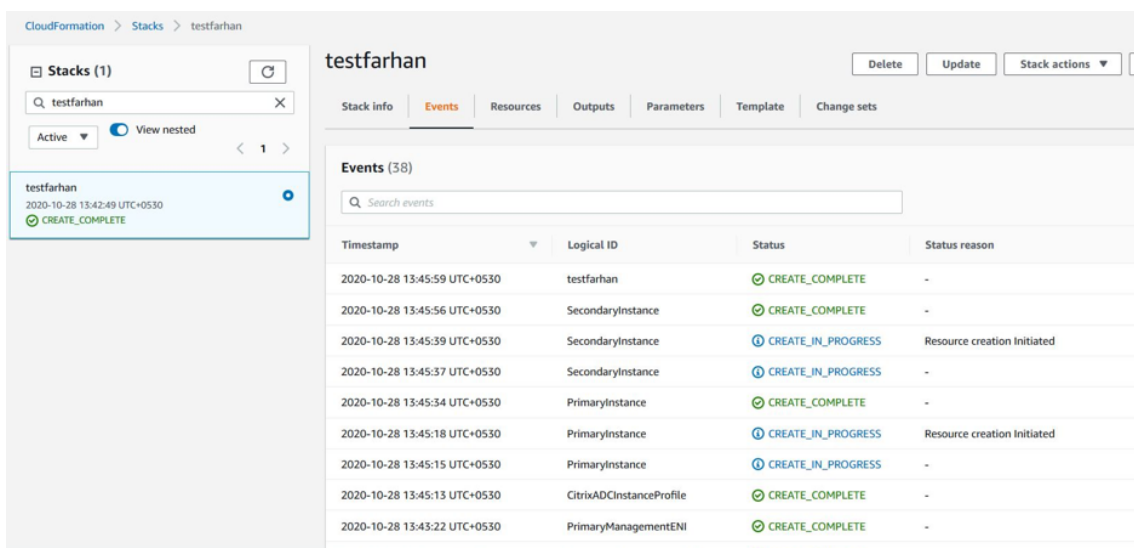 CloudFormation > Stacks > testfarhan
Stacks (1)
testfarhan
Active
View nested
< 1 >
testfarhan
2020-10-28 13:42:49 UTC+0530
CREATE_COMPLETE
testfarhan
Delete
Update
Stack actions
Stack info
Events
Resources
Outputs
Parameters
Template
Change sets
Events (38)
Search events
Timestamp Logical ID Status Status reason
2020-10-28 13:45:59 UTC+0530 testfarhan CREATE_COMPLETE -
2020-10-28 13:45:56 UTC+0530 SecondaryInstance CREATE_COMPLETE -
2020-10-28 13:45:39 UTC+0530 SecondaryInstance CREATE_IN_PROGRESS Resource creation Initiated
2020-10-28 13:45:37 UTC+0530 SecondaryInstance CREATE_IN_PROGRESS -
2020-10-28 13:45:34 UTC+0530 PrimaryInstance CREATE_COMPLETE -
2020-10-28 13:45:18 UTC+0530 PrimaryInstance CREATE_IN_PROGRESS Resource creation Initiated
2020-10-28 13:45:15 UTC+0530 PrimaryInstance CREATE_IN_PROGRESS -
2020-10-28 13:45:13 UTC+0530 CitrixADCInstanceProfile CREATE_COMPLETE -
2020-10-28 13:43:22 UTC+0530 PrimaryManagementENI CREATE_COMPLETE -